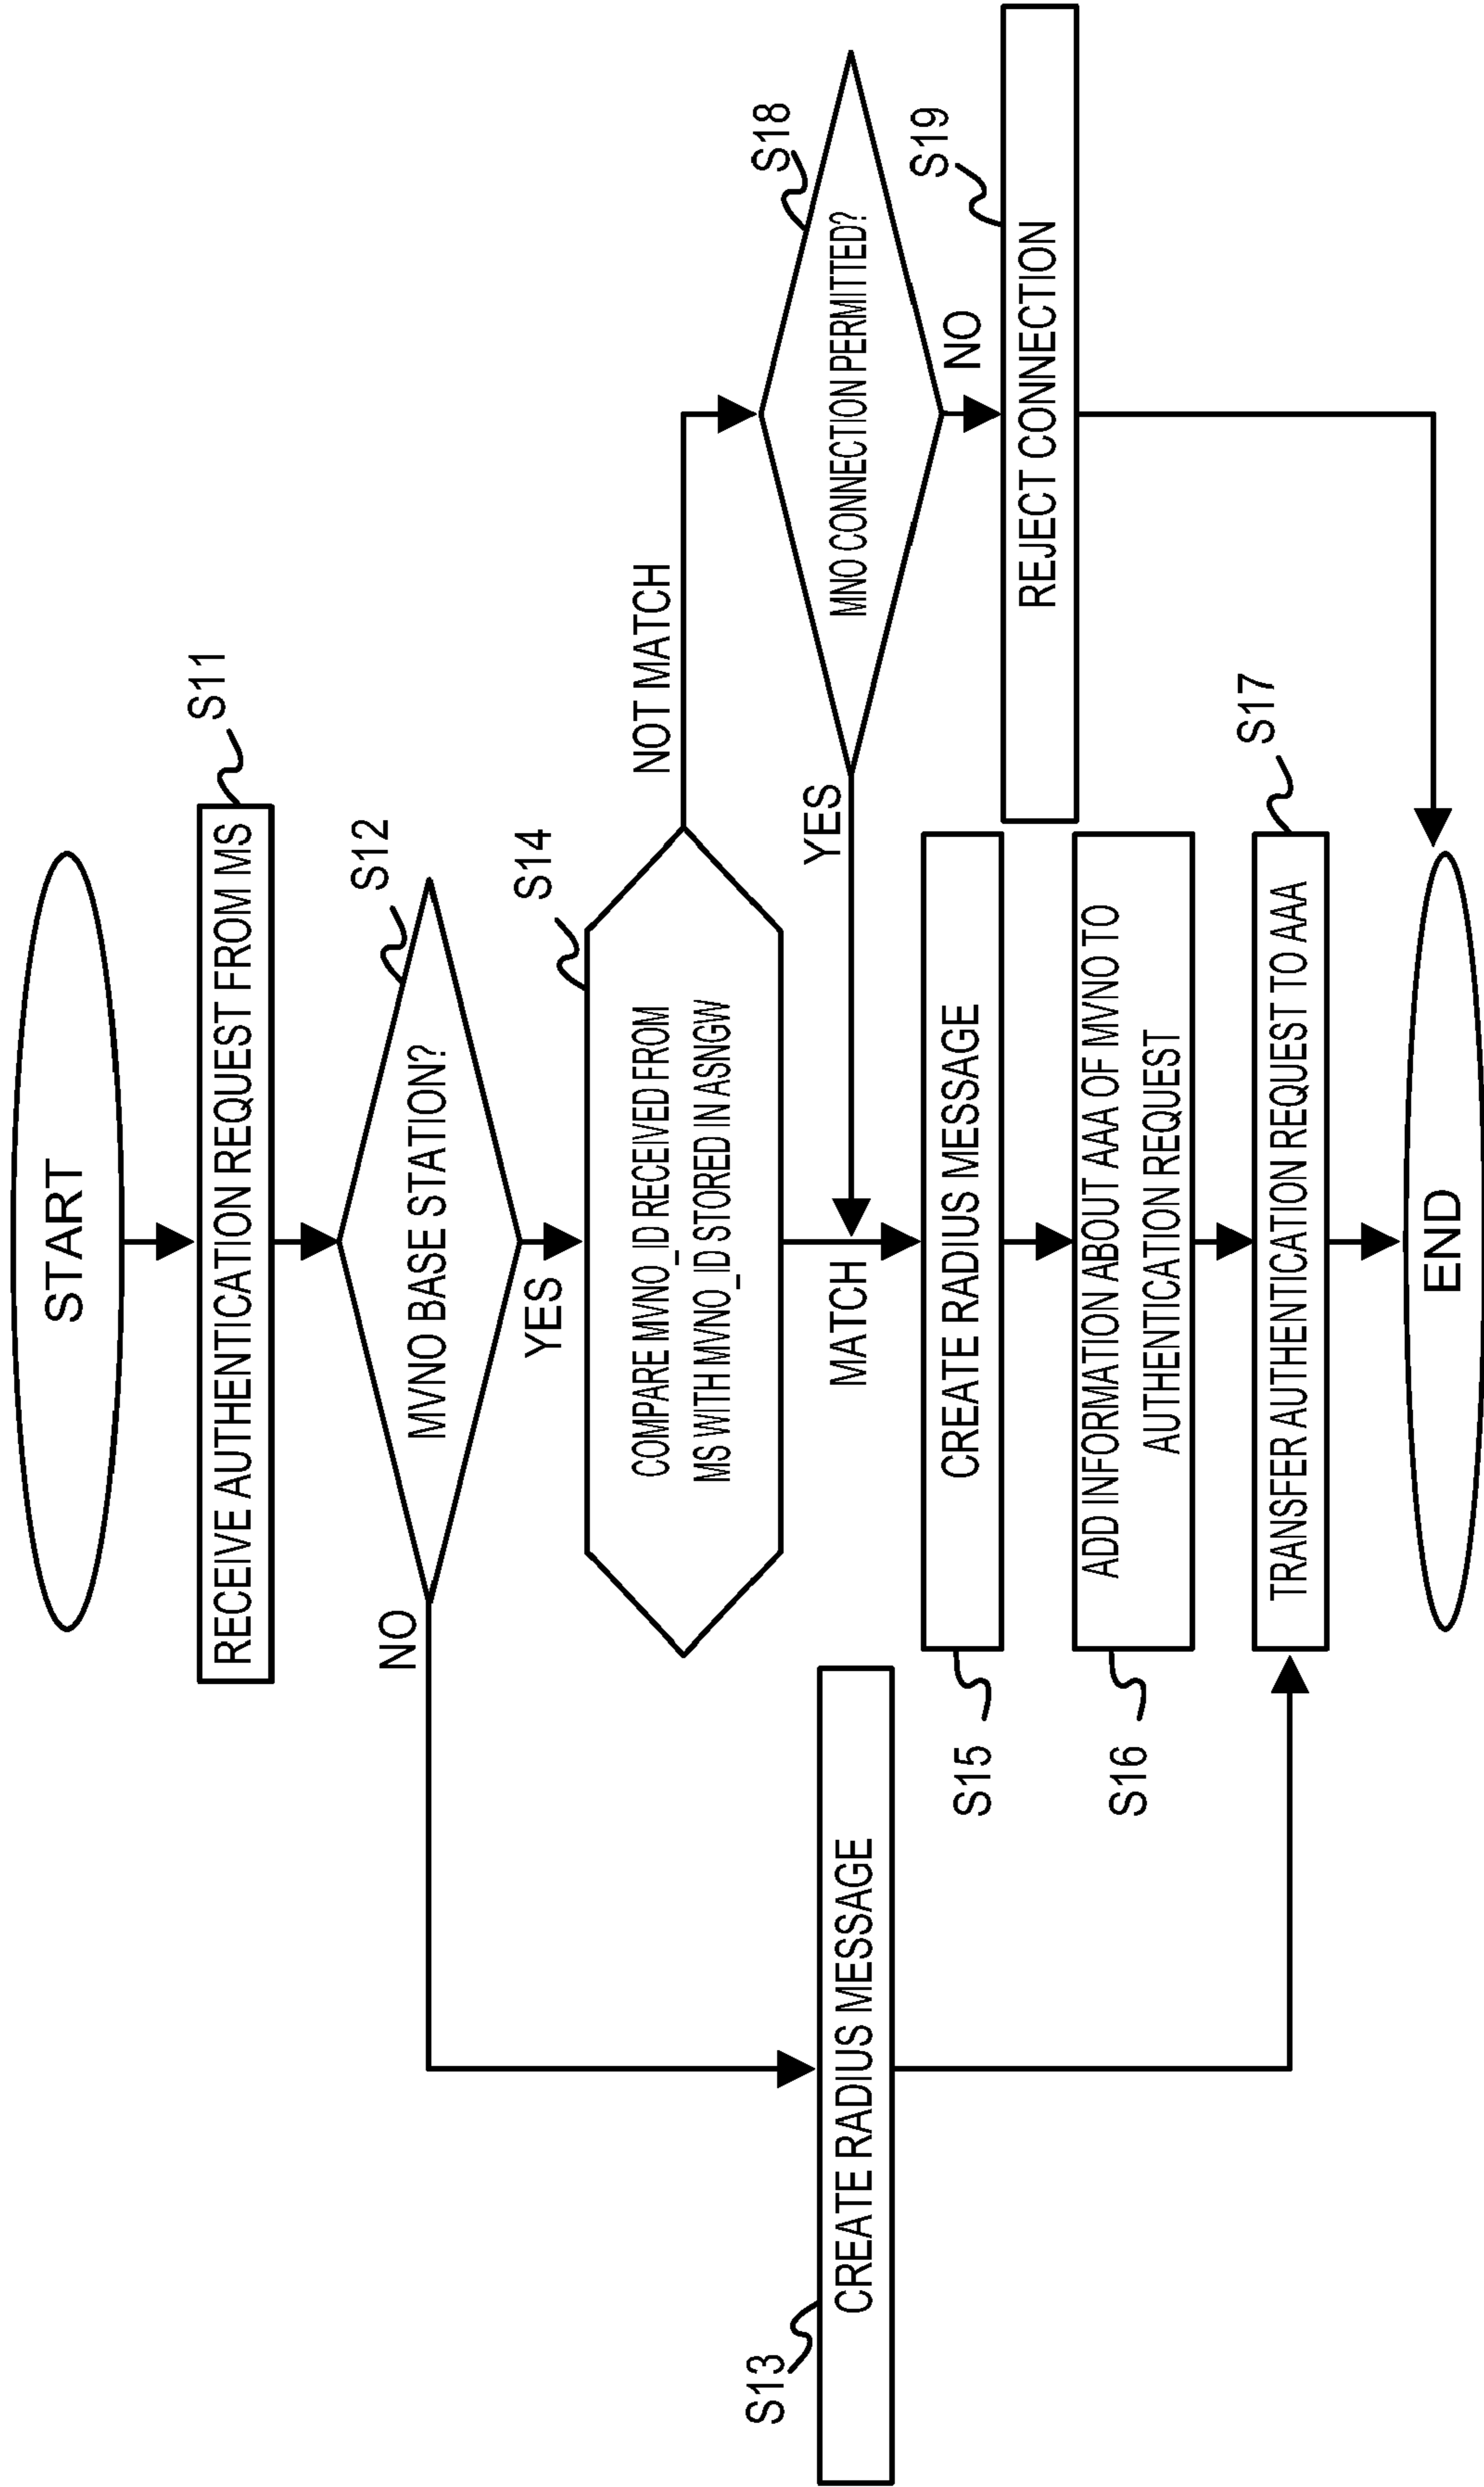 START
RECEIVE AUTHENTICATION REQUEST FROM MS
S11
MVNO BASE STATION?
S12
NO
YES
COMPARE MVNO_ID RECEIVED FROM
MS WITH MVNO_ID STORED IN ASNGW
S14
NOT MATCH
MATCH
MNO CONNECTION PERMITTED?
S18
YES
NO
CREATE RADIUS MESSAGE
S13
CREATE RADIUS MESSAGE
S15
REJECT CONNECTION
S19
ADD INFORMATION ABOUT AAA OF MVNO TO
AUTHENTICATION REQUEST
S16
TRANSFER AUTHENTICATION REQUEST TO AAA
S17
END